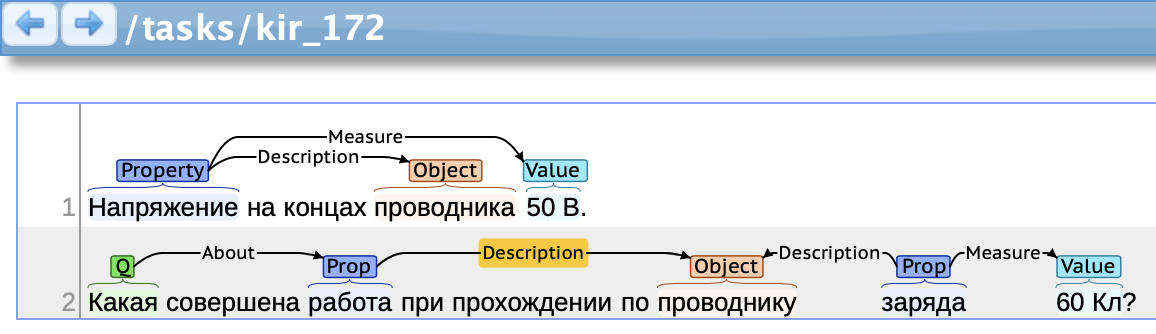 /tasks/kir_172
Measure
Description
Property Object Value
1 Напряжение на концах проводника 50 В.
About Description Description Measure
Q Prop Object Prop Value
2 Какая совершена работа при прохождении по проводнику заряда 60 Кл?